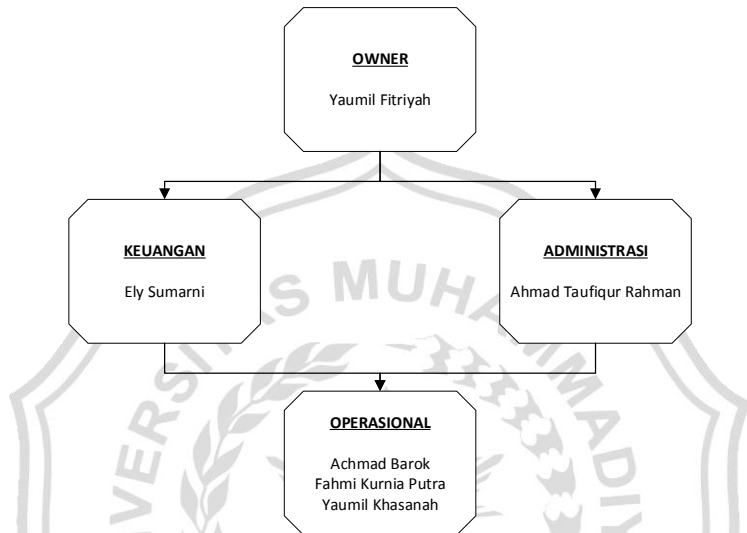 OWNER
Yaumil Fitriyah
KEUANGAN
Ely Sumarni
ADMINISTRASI
Ahmad Taufiqur Rahman
OPERASIONAL
Achmad Barok
Fahmi Kurnia Putra
Yaumil Khasanah